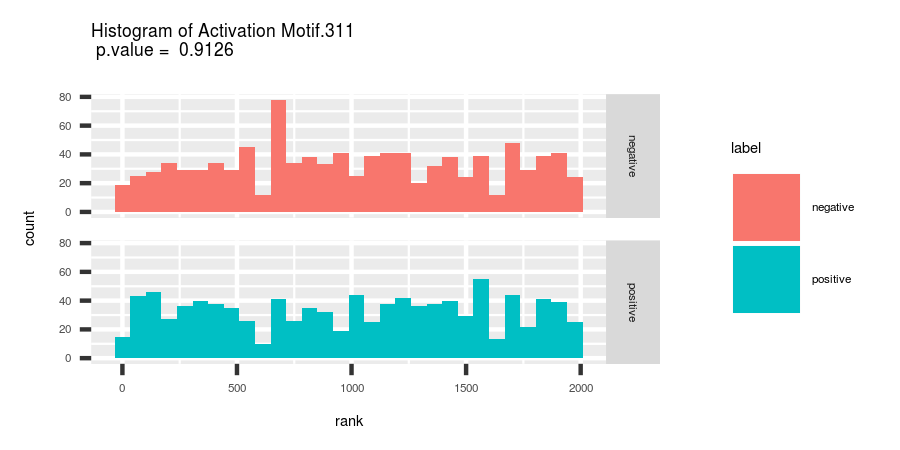 Histogram of Activation Motif.311
p.value =  0.9126
count
80
60
40
20
0
negative
80
60
40
20
0
positive
0
500
1000
1500
2000
rank
label
negative
positive